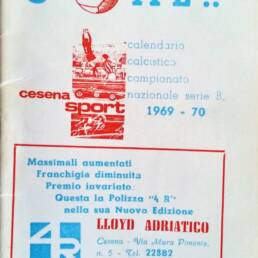 calendario
calcistico
campionato
nazionale serie B,
1969 - 70
cesena
sport
Massimali aumentati
Franchigia diminuita
Premio invariato:
Questa la Polizza "4 R"
nella sua Nuova Edizione
4R
LLOYD ADRIATICO
Cesena - Via Mura Ponente,
n. 5 - Tel. 22882